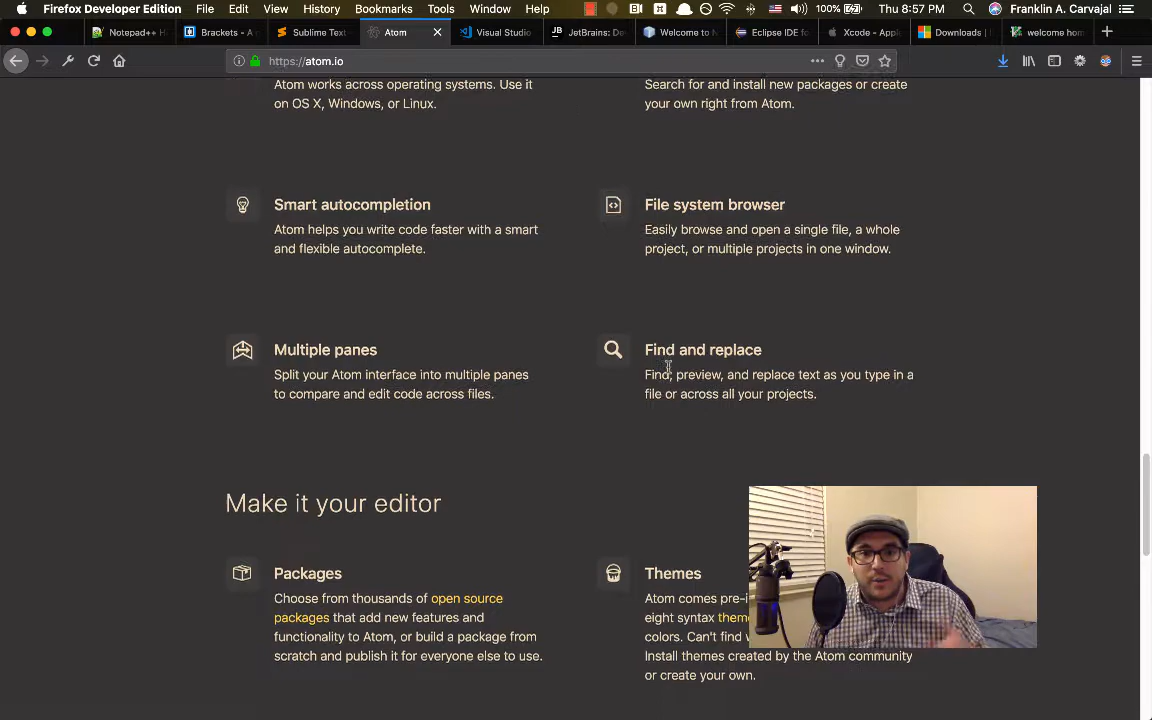 Firefox Developer Edition File Edit View History Bookmarks Tools Window Help 100% Thu 8:57 PM Franklin A. Carvajal
Notepad++ H Brackets - A Sublime Text Atom Visual Studio JetBrains: De Welcome to N Eclipse IDE fo Xcode - Apple Downloads | welcome hom
https://atom.io
Atom works across operating systems. Use it
on OS X, Windows, or Linux.
Search for and install new packages or create
your own right from Atom.
Smart autocompletion
Atom helps you write code faster with a smart
and flexible autocomplete.
File system browser
Easily browse and open a single file, a whole
project, or multiple projects in one window.
Multiple panes
Split your Atom interface into multiple panes
to compare and edit code across files.
Find and replace
Find, preview, and replace text as you type in a
file or across all your projects.
Make it your editor
Packages
Choose from thousands of open source
packages that add new features and
functionality to Atom, or build a package from
scratch and publish it for everyone else to use.
Themes
Atom comes pre-i
eight syntax
colors. Can't find
Install themes created by the Atom community
or create your own.